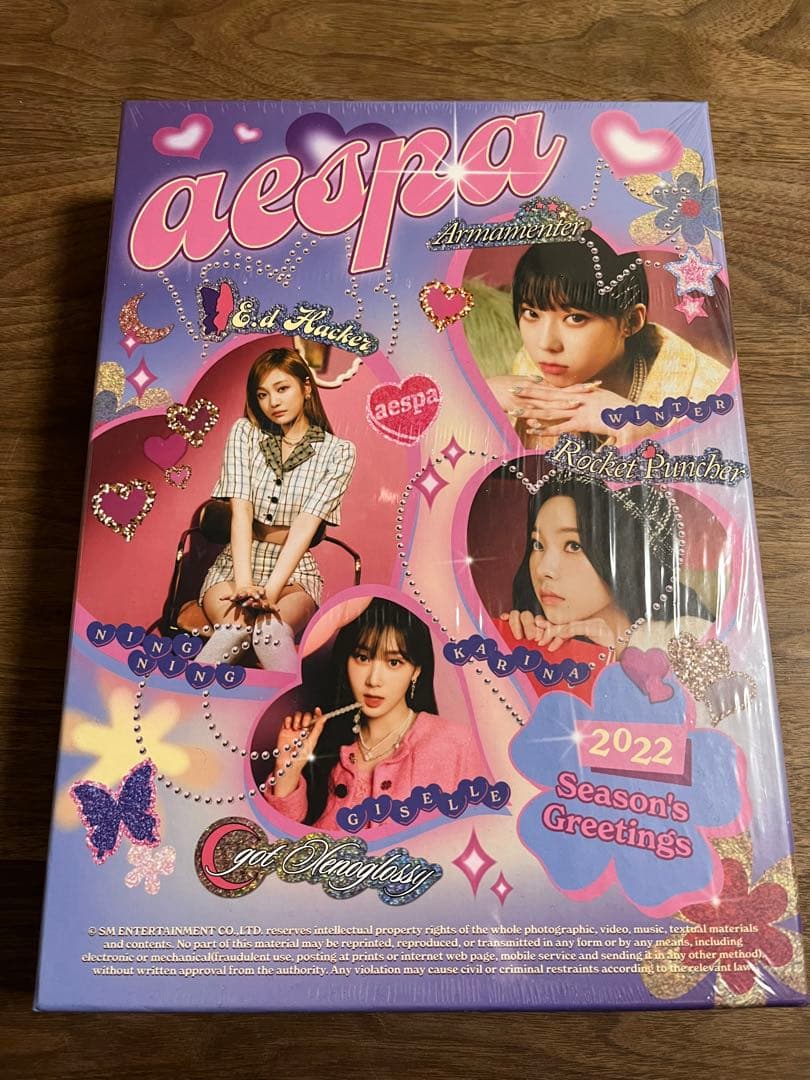 aespa
Armamenter
E.d Hacker
aespa
WINTER
Rocket Puncher
NING
NING
KARINA
GISELLE
got Xenoglossy
2022
Season's
Greetings
© SM ENTERTAINMENT CO.,LTD. reserves intellectual property rights of the whole photographic, video, music, textual materials
and contents. No part of this material may be reprinted, reproduced, or transmitted in any form or by any means, including
electronic or mechanical(fraudulent use, posting at prints or internet web page, mobile service and sending it in any other method),
without written approval from the authority. Any violation may cause civil or criminal restraints according to the relevant law.